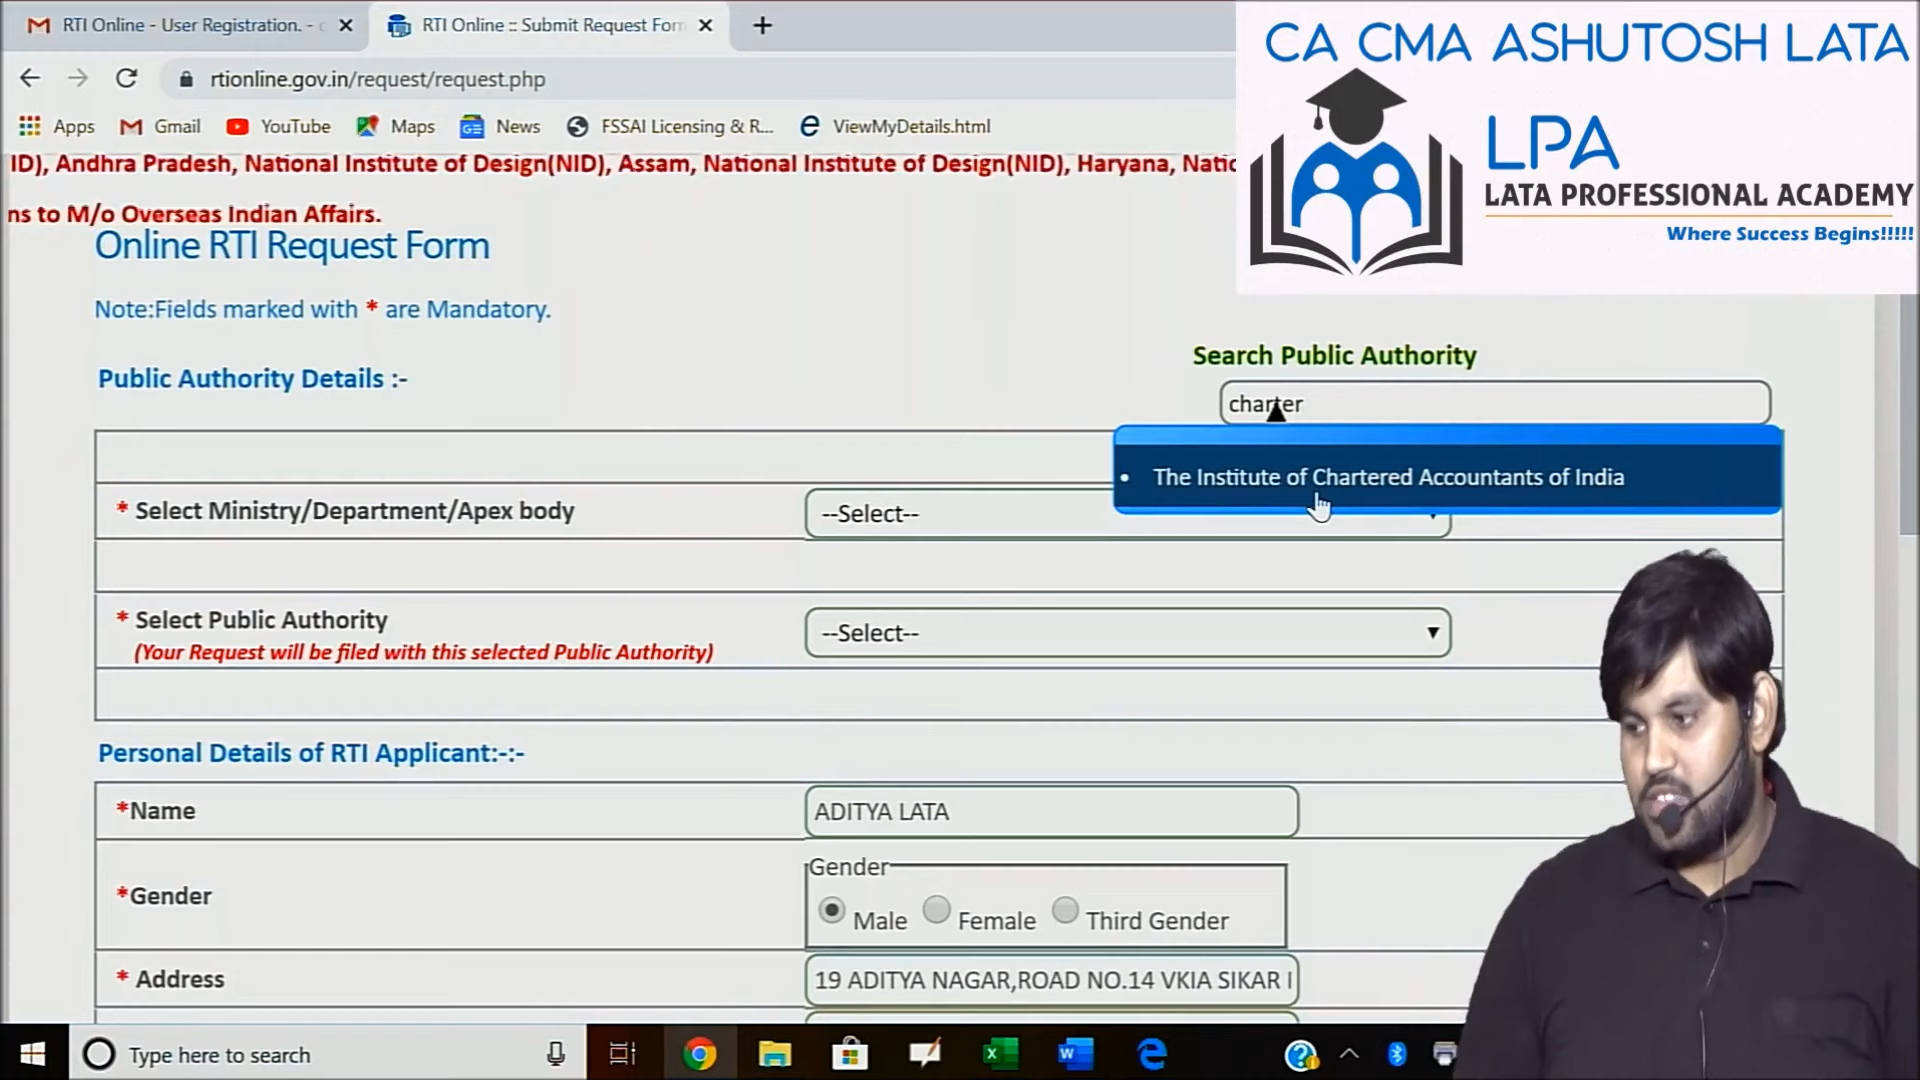 RTI Online - User Registration. -
RTI Online :: Submit Request For
rtionline.gov.in/request/request.php
Apps
Gmail
YouTube
Maps
News
FSSAI Licensing & R...
ViewMyDetails.html
CA CMA ASHUTOSH LATA
LPA
LATA PROFESSIONAL ACADEMY
Where Success Begins!!!!!
ID), Andhra Pradesh, National Institute of Design(NID), Assam, National Institute of Design(NID), Haryana, Natio
ns to M/o Overseas Indian Affairs.
Online RTI Request Form
Note:Fields marked with * are Mandatory.
Search Public Authority
Public Authority Details :-
charter
• The Institute of Chartered Accountants of India
* Select Ministry/Department/Apex body
--Select--
* Select Public Authority
(Your Request will be filed with this selected Public Authority)
--Select--
Personal Details of RTI Applicant:-:-
*Name
ADITYA LATA
*Gender
Gender
Male
Female
Third Gender
* Address
19 ADITYA NAGAR,ROAD NO.14 VKIA SIKAR
Type here to search